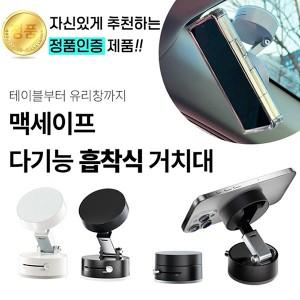 정품
자신있게 추천하는
정품인증 제품!!
테이블부터 유리창까지
맥세이프
다기능 흡착식 거치대